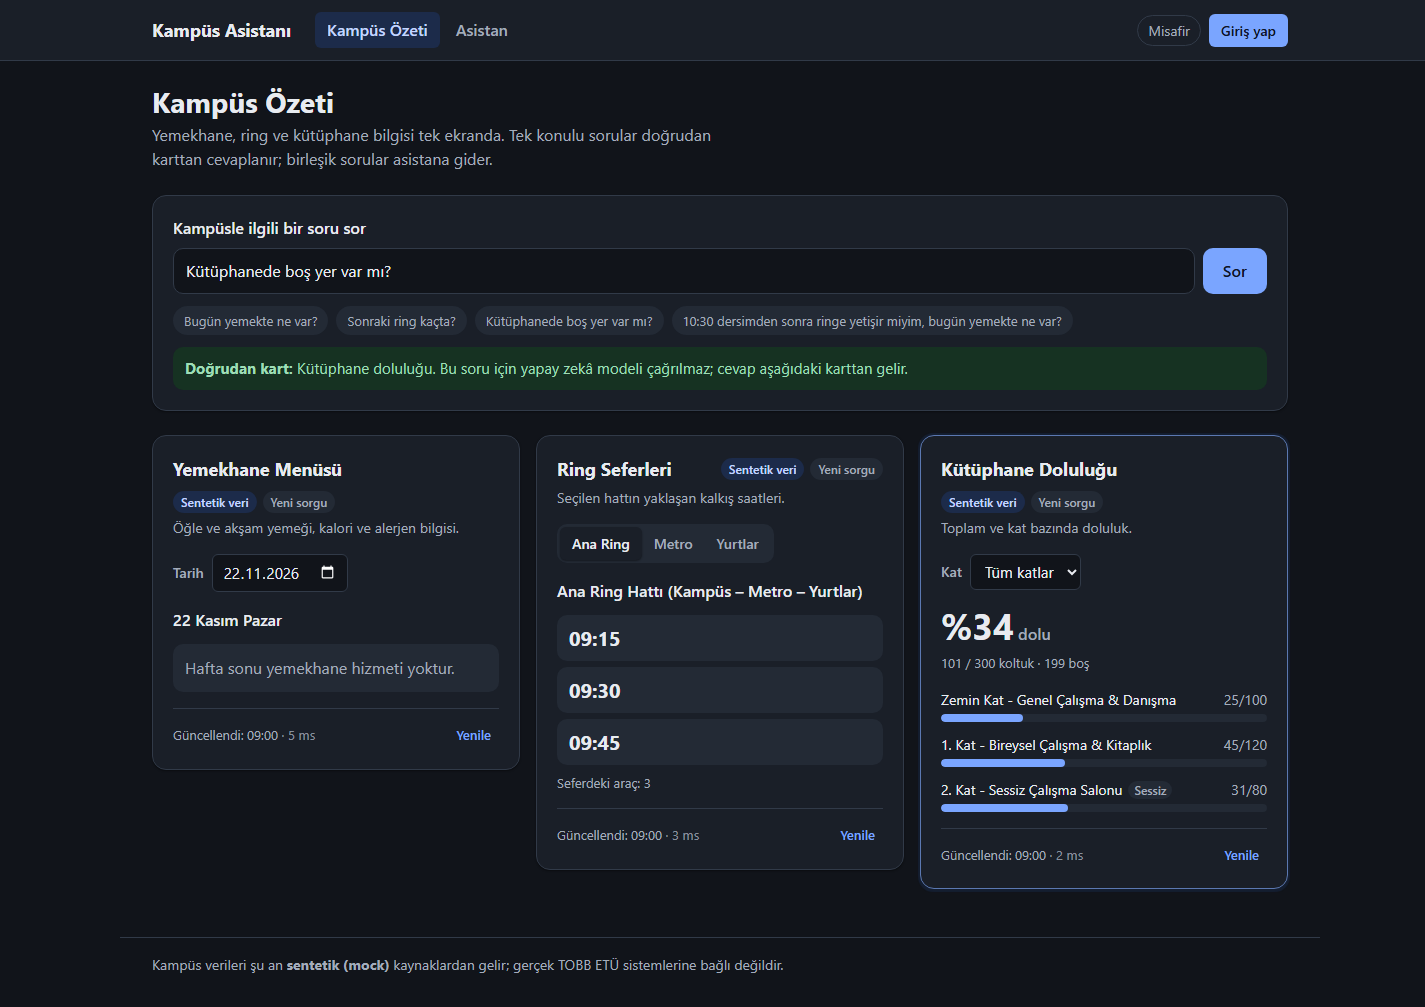 Kampüs Asistanı
Kampüs Özeti
Asistan
Misafir
Giriş yap
Kampüs Özeti
Yemekhane, ring ve kütüphane bilgisi tek ekranda. Tek konulu sorular doğrudan
karttan cevaplanır; birleşik sorular asistana gider.
Kampüsle ilgili bir soru sor
Kütüphanede boş yer var mı?
Sor
Bugün yemekte ne var?
Sonraki ring kaçta?
Kütüphanede boş yer var mı?
10:30 dersimden sonra ringe yetişir miyim, bugün yemekte ne var?
Doğrudan kart: Kütüphane doluluğu. Bu soru için yapay zekâ modeli çağrılmaz; cevap aşağıdaki karttan gelir.
Yemekhane Menüsü
Sentetik veri
Yeni sorgu
Öğle ve akşam yemeği, kalori ve alerjen bilgisi.
Tarih
22.11.2026
22 Kasım Pazar
Hafta sonu yemekhane hizmeti yoktur.
Güncellendi: 09:00 · 5 ms
Yenile
Ring Seferleri
Sentetik veri
Yeni sorgu
Seçilen hattın yaklaşan kalkış saatleri.
Ana Ring
Metro
Yurtlar
Ana Ring Hattı (Kampüs – Metro – Yurtlar)
09:15
09:30
09:45
Seferdeki araç: 3
Güncellendi: 09:00 · 3 ms
Yenile
Kütüphane Doluluğu
Sentetik veri
Yeni sorgu
Toplam ve kat bazında doluluk.
Kat
Tüm katlar
%34 dolu
101 / 300 koltuk · 199 boş
Zemin Kat - Genel Çalışma & Danışma
25/100
1. Kat - Bireysel Çalışma & Kitaplık
45/120
2. Kat - Sessiz Çalışma Salonu
Sessiz
31/80
Güncellendi: 09:00 · 2 ms
Yenile
Kampüs verileri şu an sentetik (mock) kaynaklardan gelir; gerçek TOBB ETÜ sistemlerine bağlı değildir.